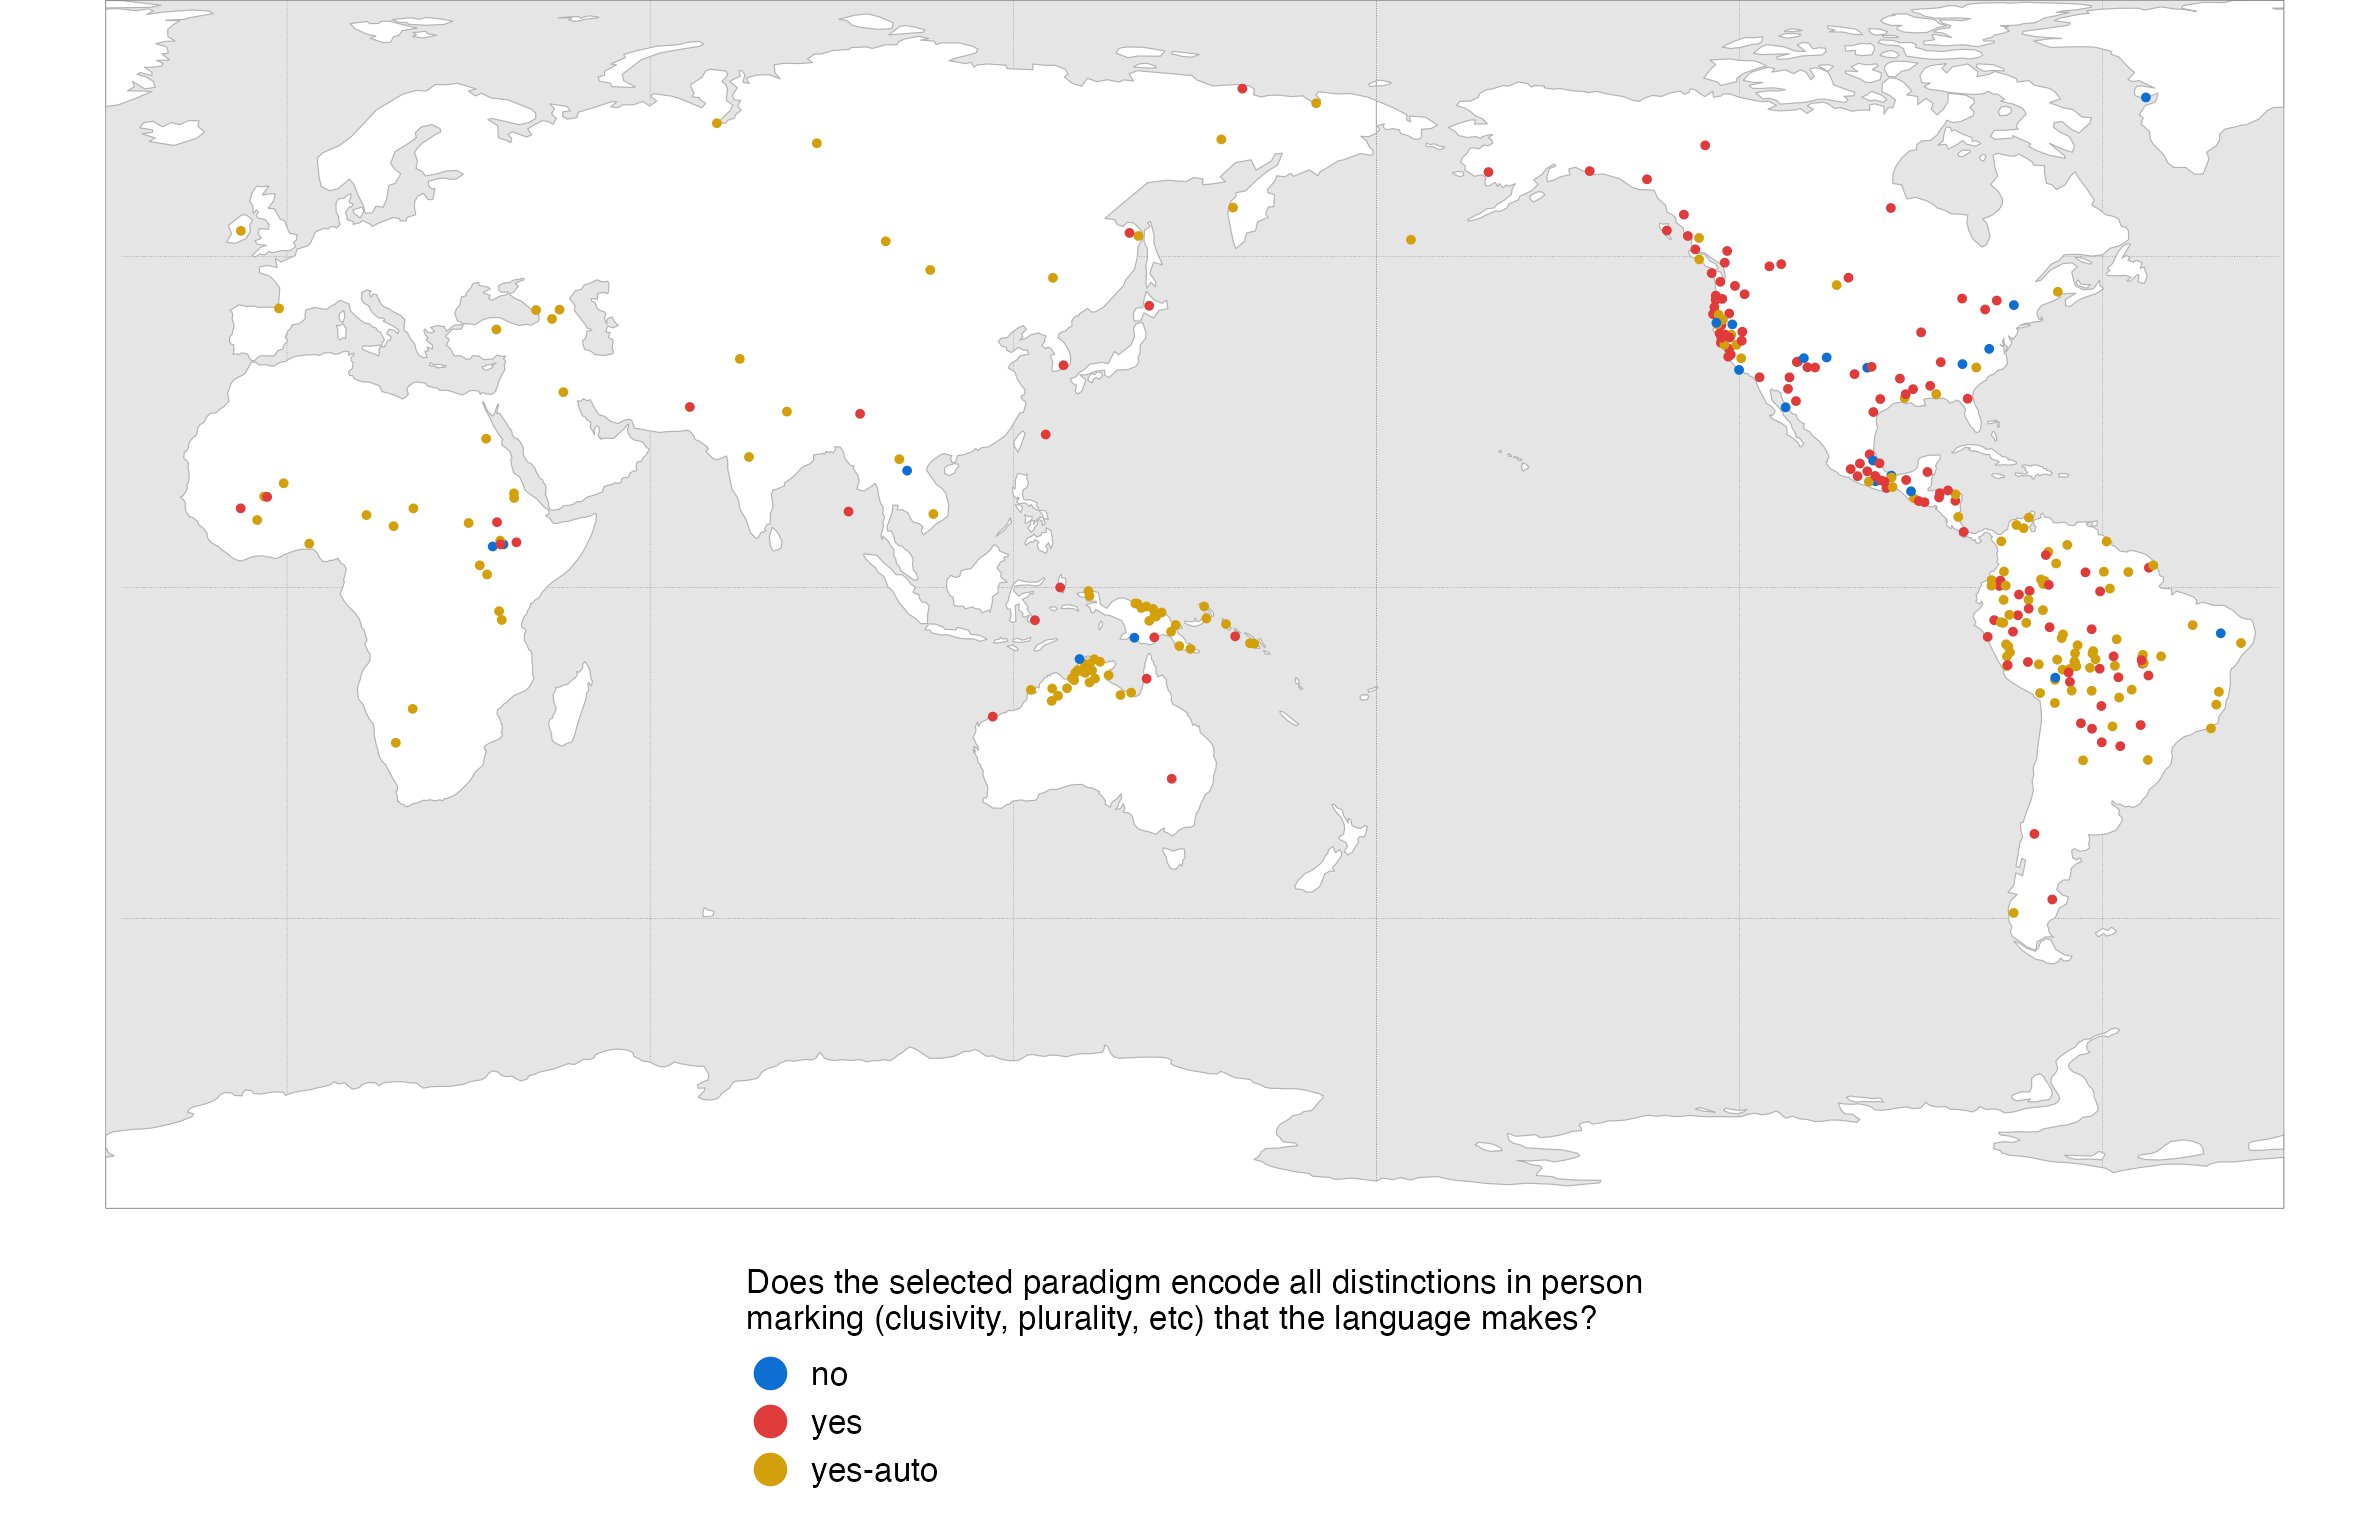 Does the selected paradigm encode all distinctions in person
marking (clusivity, plurality, etc) that the language makes?
no
yes
yes-auto